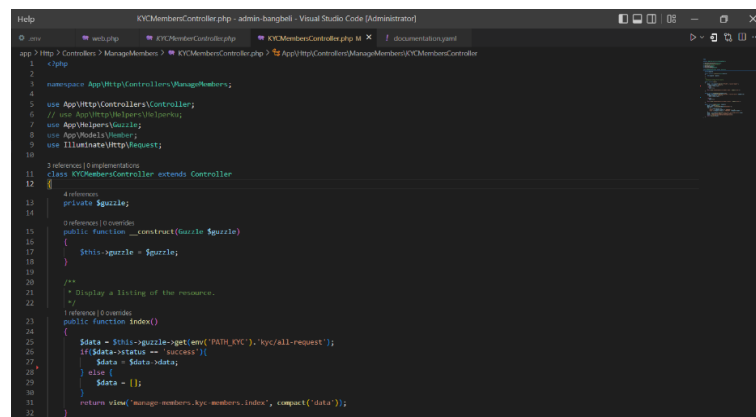 Help KYCMembersController.php - admin-bangbeli - Visual Studio Code [Administrator]
.env web.php KYCMemberController.php KYCMembersController.php M documentation.yaml
app > Http > Controllers > ManageMembers > KYCMembersController.php > App\Http\Controllers\ManageMembers\KYCMembersController
1 <?php
2
3 namespace App\Http\Controllers\ManageMembers;
4
5 use App\Http\Controllers\Controller;
6 // use App\Http\Helpers\Helperku;
7 use App\Helpers\Guzzle;
8 use App\Models\Member;
9 use Illuminate\Http\Request;
10
3 references | 0 implementations
11 class KYCMembersController extends Controller
12 {
4 references
13 private $guzzle;
14
0 references | 0 overrides
15 public function __construct(Guzzle $guzzle)
16 {
17 $this->guzzle = $guzzle;
18 }
19
20 /**
21 * Display a listing of the resource.
22 */
1 reference | 0 overrides
23 public function index()
24 {
25 $data = $this->guzzle->get(env('PATH_KYC').'kyc/all-request');
26 if($data->status == 'success'){
27 $data = $data->data;
28 } else {
29 $data = [];
30 }
31 return view('manage-members.kyc-members.index', compact('data'));
32 }